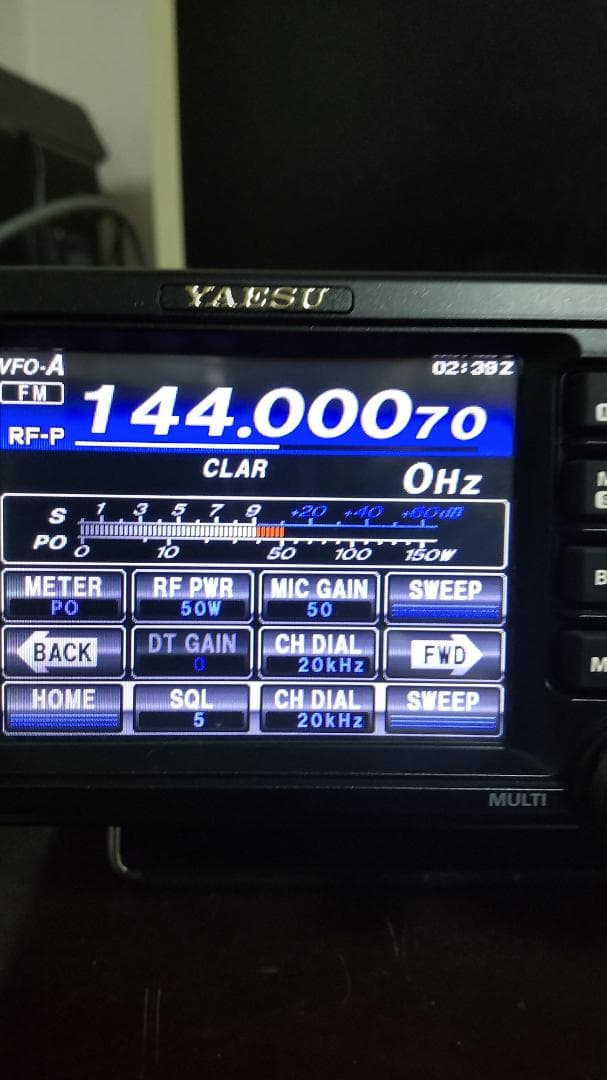 YAESU
VFO-A 02:39Z
FM 144.00070
RF-P
CLAR 0Hz
S 1 3 5 7 9 +20 +40 +60dB
PO 0 10 50 100 150W
METER RF PWR MIC GAIN SWEEP
PO 50W 50
BACK DT GAIN CH DIAL FWD
0 20kHz
HOME SQL CH DIAL SWEEP
5 20kHz
MULTI